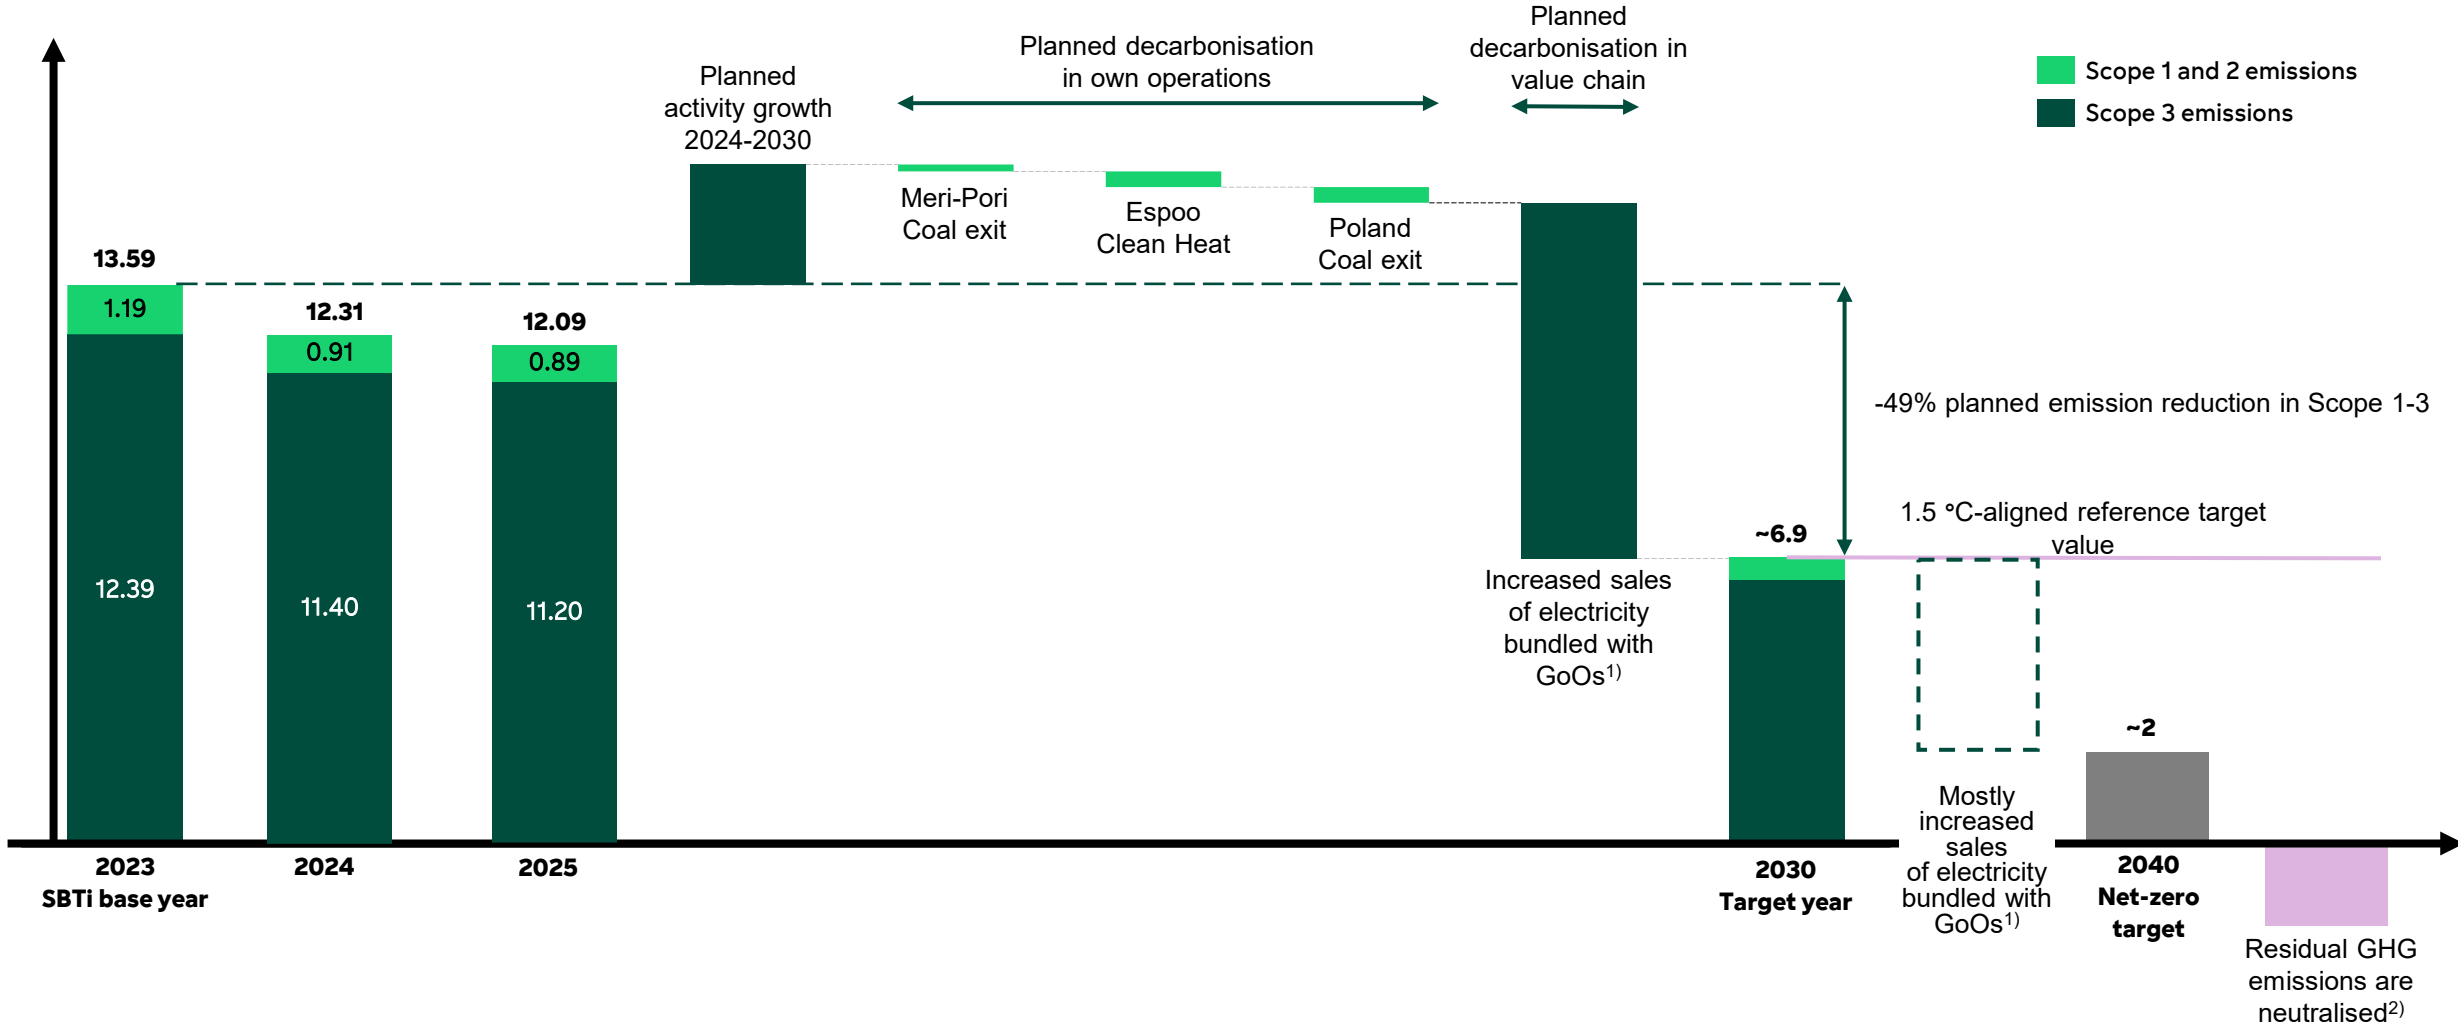 Planned
activity growth
2024-2030
Planned decarbonisation
in own operations
Planned
decarbonisation in
value chain
Scope 1 and 2 emissions
Scope 3 emissions
Meri-Pori
Coal exit
Espoo
Clean Heat
Poland
Coal exit
13.59
1.19
12.39
12.31
0.91
11.40
12.09
0.89
11.20
-49% planned emission reduction in Scope 1-3
1.5 °C-aligned reference target
value
~6.9
Increased sales
of electricity
bundled with
GoOs1)
~2
Mostly
increased
sales
of electricity
bundled with
GoOs1)
2023
SBTi base year
2024
2025
2030
Target year
2040
Net-zero
target
Residual GHG
emissions are
neutralised2)